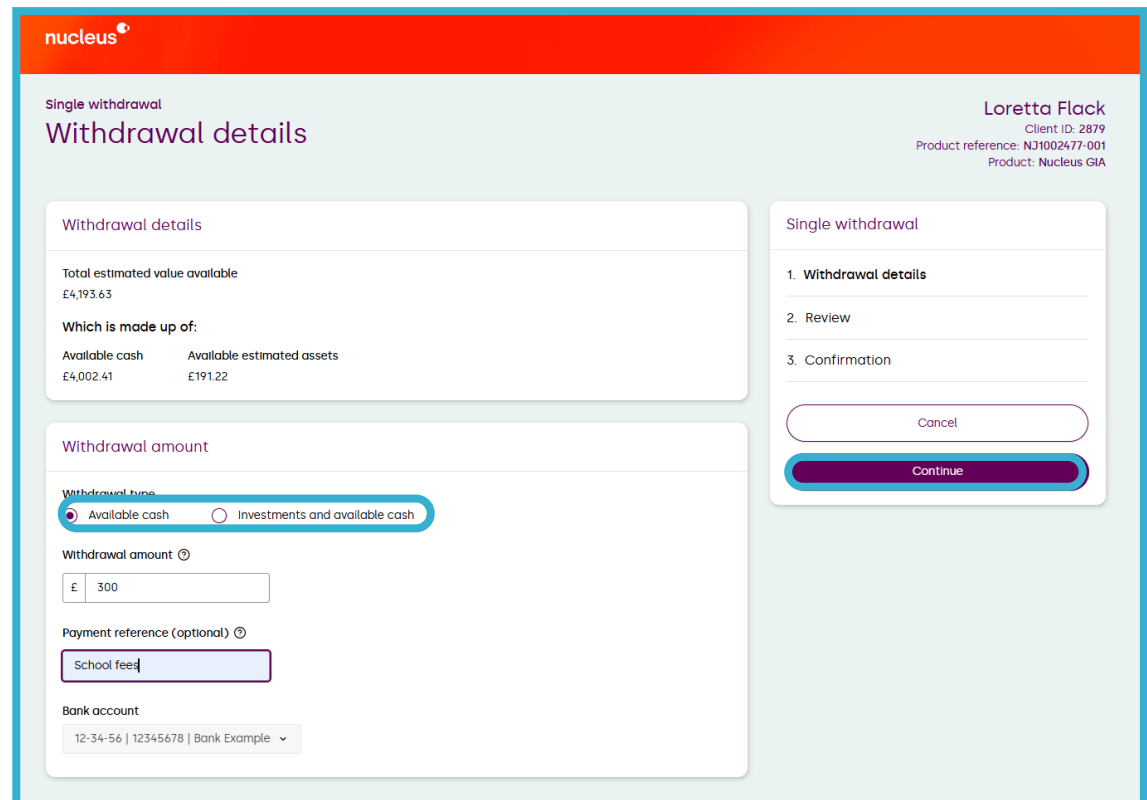 nucleus
Single withdrawal
Withdrawal details
Loretta Flack
Client ID: 2879
Product reference: NJ1002477-001
Product: Nucleus GIA
Withdrawal details
Total estimated value available
£4,193.63
Which is made up of:
Available cash Available estimated assets
£4,002.41 £191.22
Withdrawal amount
Withdrawal type
Available cash Investments and available cash
Withdrawal amount
£ 300
Payment reference (optional)
School fees
Bank account
12-34-56 | 12345678 | Bank Example
Single withdrawal
1. Withdrawal details
2. Review
3. Confirmation
Cancel
Continue